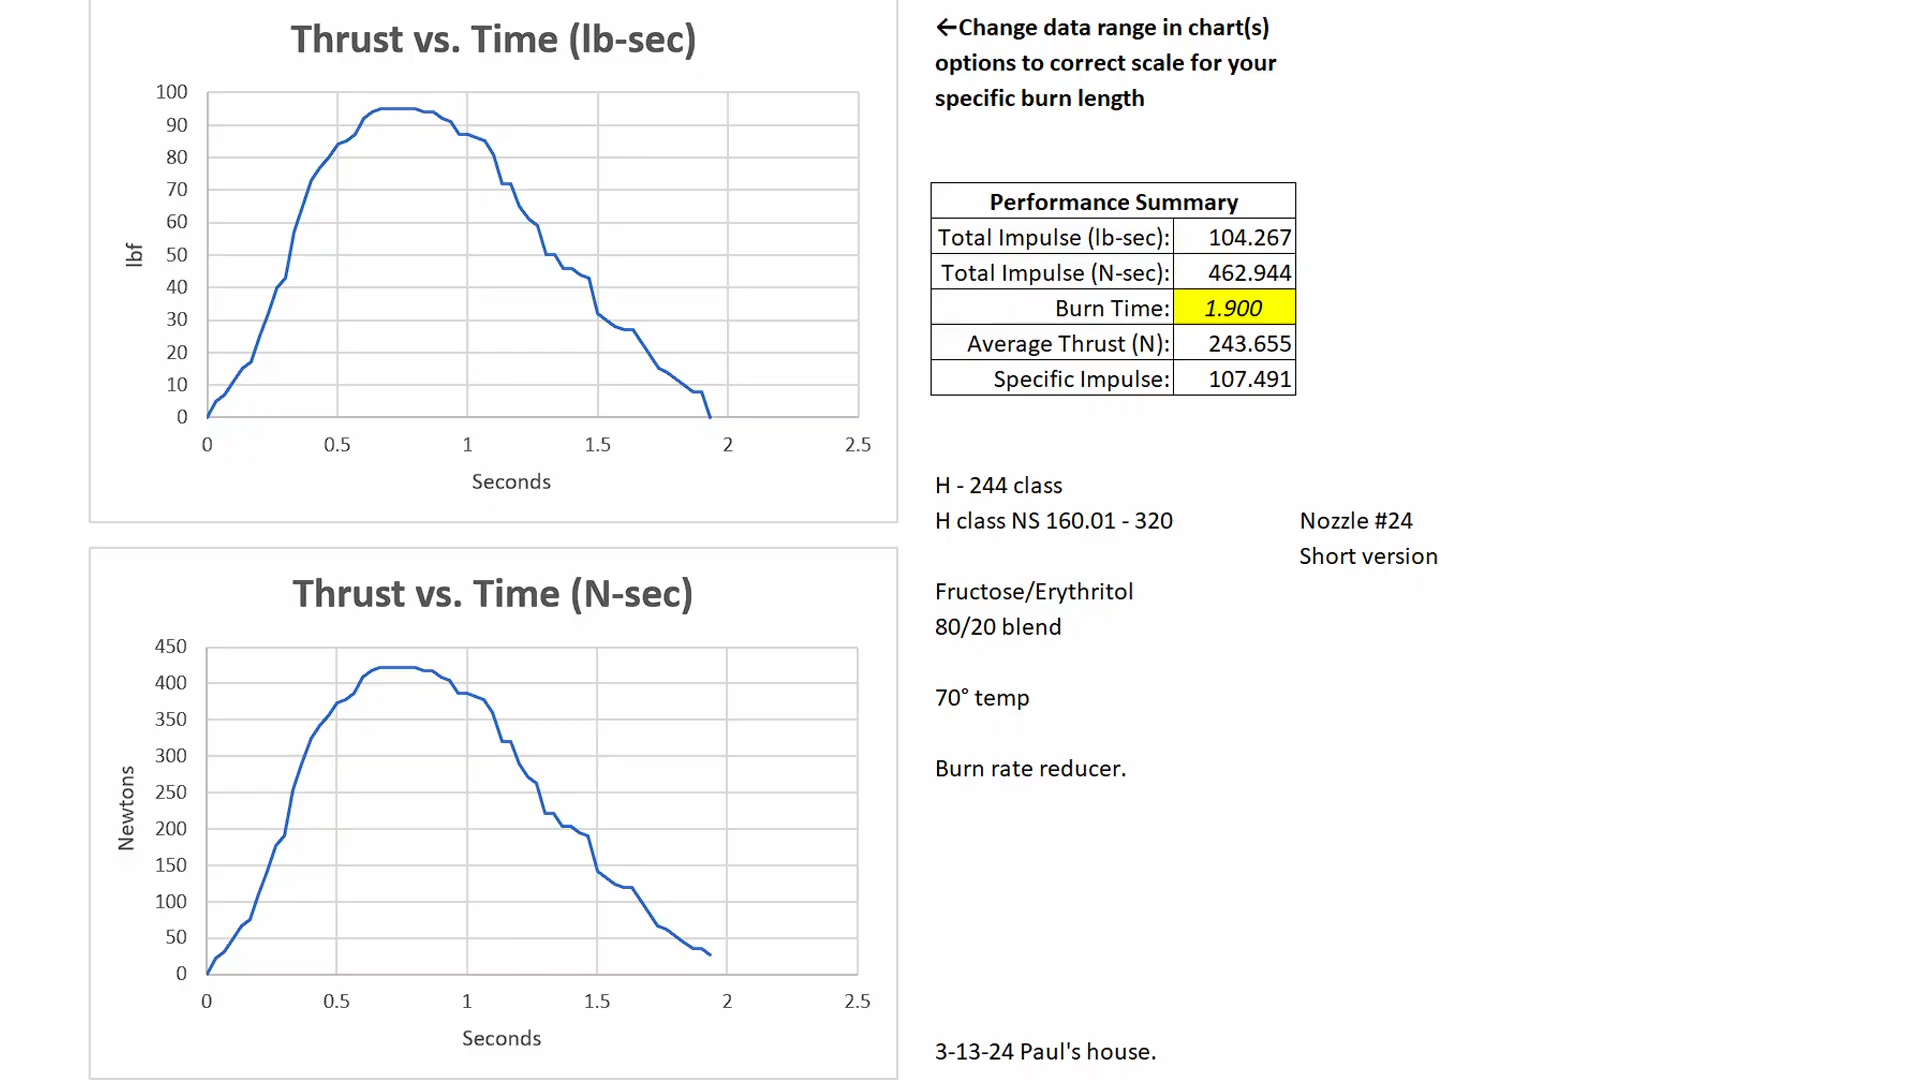 Thrust vs. Time (lb-sec)
100
90
80
70
60
50
40
30
20
10
0
lbf
0 0.5 1 1.5 2 2.5
Seconds
Thrust vs. Time (N-sec)
450
400
350
300
250
200
150
100
50
0
Newtons
0 0.5 1 1.5 2 2.5
Seconds
←Change data range in chart(s)
options to correct scale for your
specific burn length
Performance Summary
Total Impulse (lb-sec): 104.267
Total Impulse (N-sec): 462.944
Burn Time: 1.900
Average Thrust (N): 243.655
Specific Impulse: 107.491
H - 244 class
H class NS 160.01 - 320 Nozzle #24
Short version
Fructose/Erythritol
80/20 blend
70° temp
Burn rate reducer.
3-13-24 Paul's house.